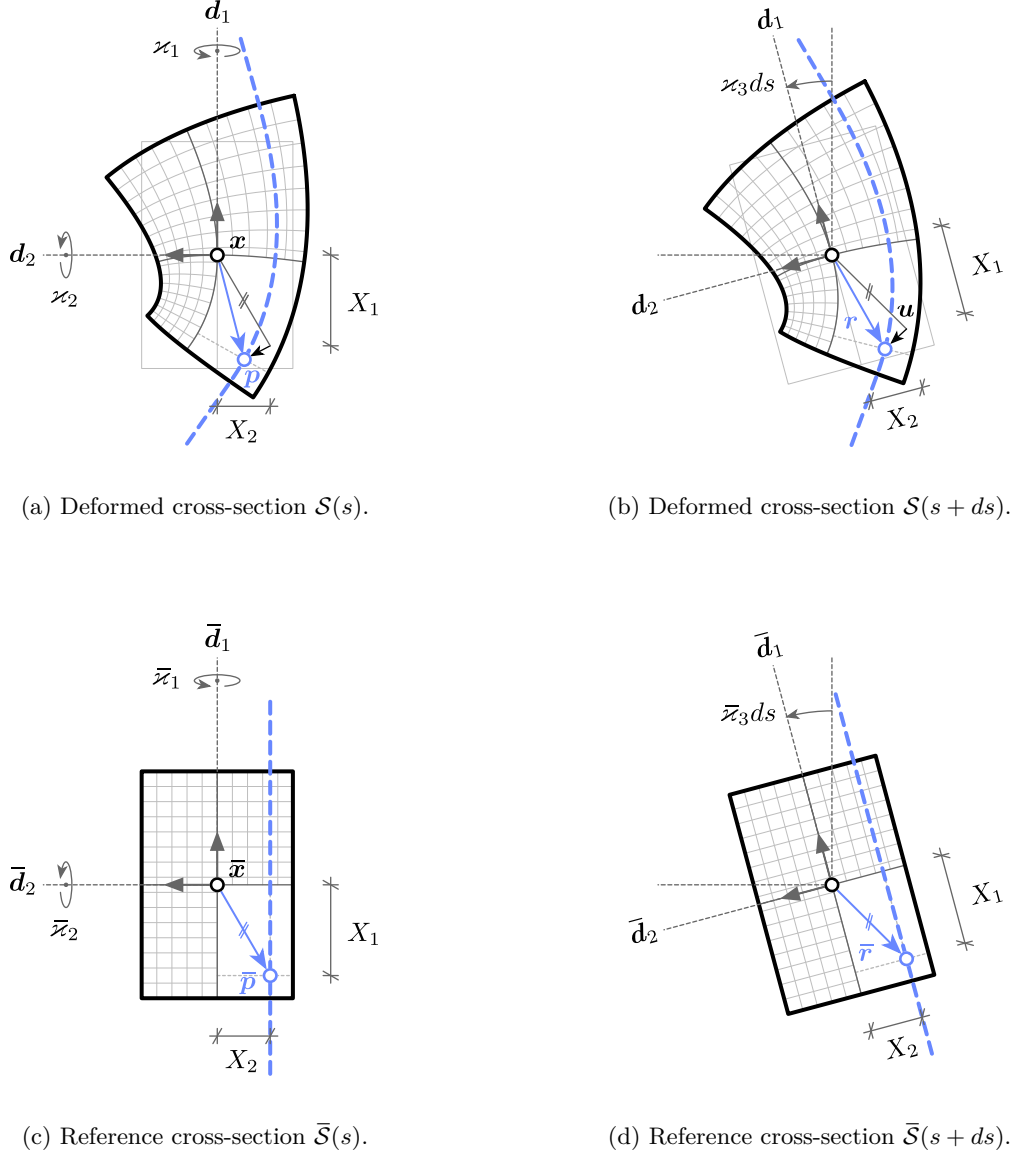 d₁
d₁
ϰ₁
ϰ₃ds
x
d₂
ϰ₂
X₁
X₁
d₂
r
u
p
X₂
X₂
(a) Deformed cross-section 𝒮(s).
(b) Deformed cross-section 𝒮(s + ds).
d̅₁
d̅₁
ϰ̅₁
ϰ̅₃ds
x̅
d̅₂
ϰ̅₂
X₁
X₁
d̅₂
r̅
p̅
X₂
X₂
(c) Reference cross-section 𝒮̅(s).
(d) Reference cross-section 𝒮̅(s + ds).